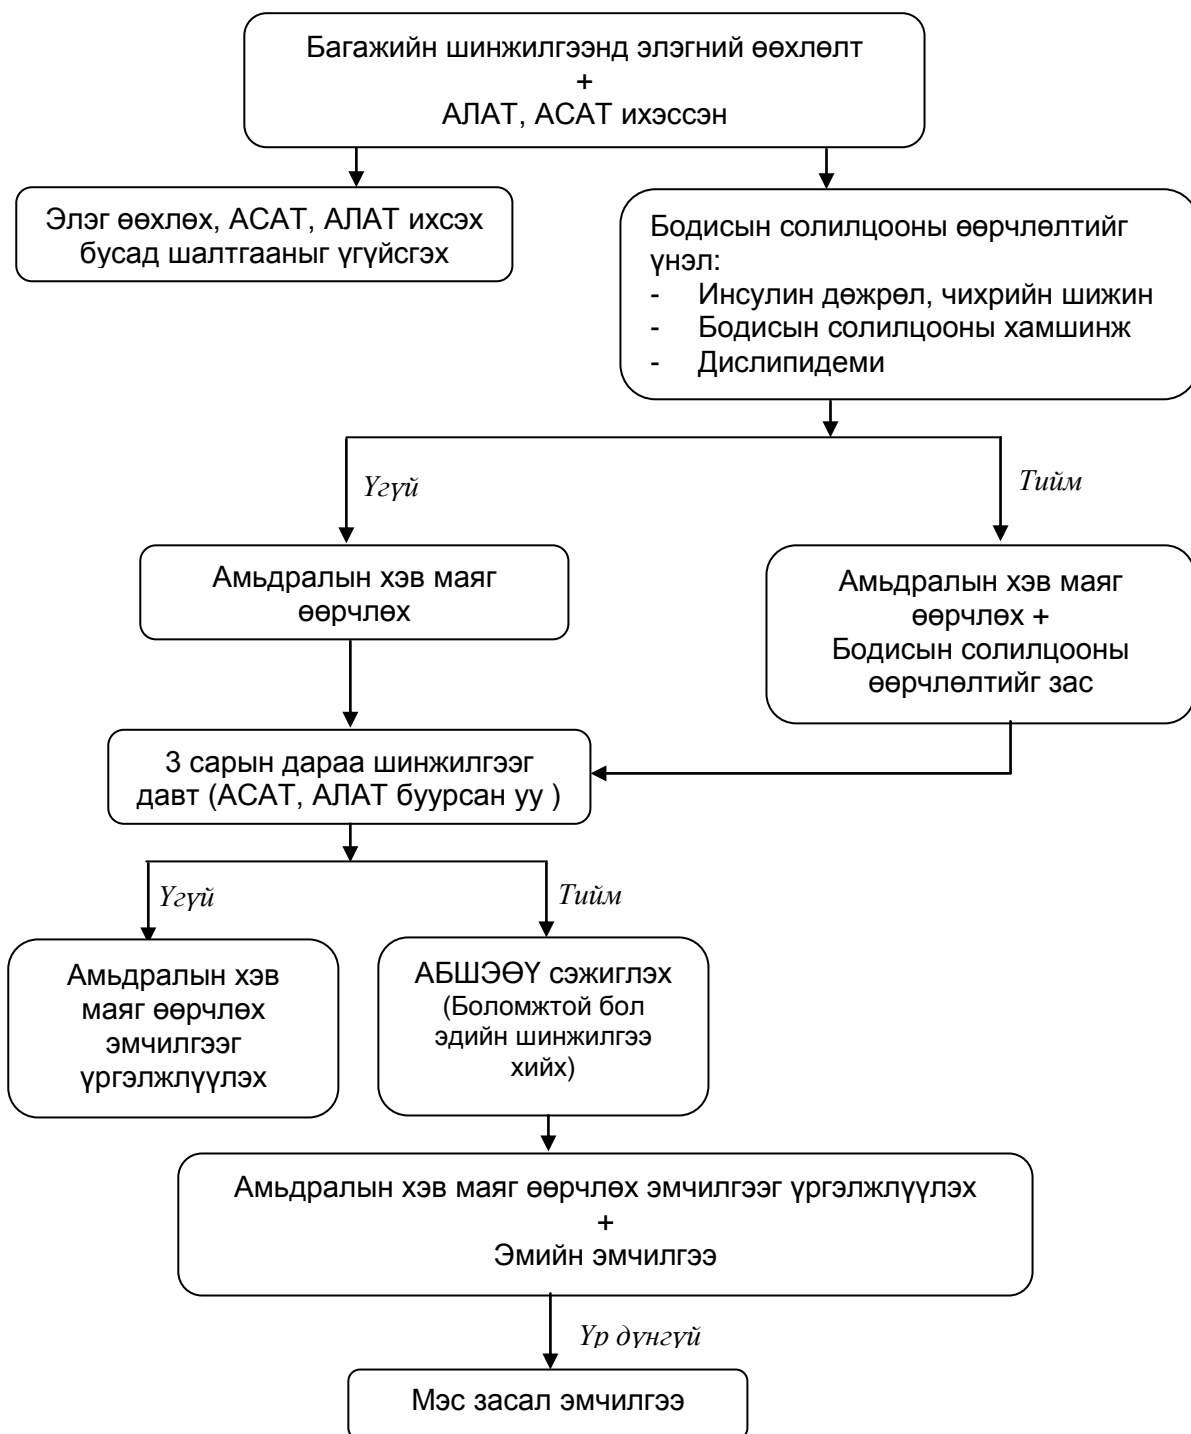 Багажийн шинжилгээнд элэгний өөхлөлт
+
АЛАТ, АСАТ ихэссэн
Элэг өөхлөх, АСАТ, АЛАТ ихсэх
бусад шалтгааныг үгүйсгэх
Бодисын солилцооны өөрчлөлтийг
үнэл:
- Инсулин дөжрөл, чихрийн шижин
- Бодисын солилцооны хамшинж
- Дислипидеми
Үгүй
Тийм
Амьдралын хэв маяг
өөрчлөх
Амьдралын хэв маяг
өөрчлөх +
Бодисын солилцооны
өөрчлөлтийг зас
3 сарын дараа шинжилгээг
давт (АСАТ, АЛАТ буурсан уу )
Үгүй
Тийм
Амьдралын хэв
маяг өөрчлөх
эмчилгээг
үргэлжлүүлэх
АБШЭӨҮ сэжиглэх
(Боломжтой бол
эдийн шинжилгээ
хийх)
Амьдралын хэв маяг өөрчлөх эмчилгээг үргэлжлүүлэх
+
Эмийн эмчилгээ
Үр дүнгүй
Мэс засал эмчилгээ